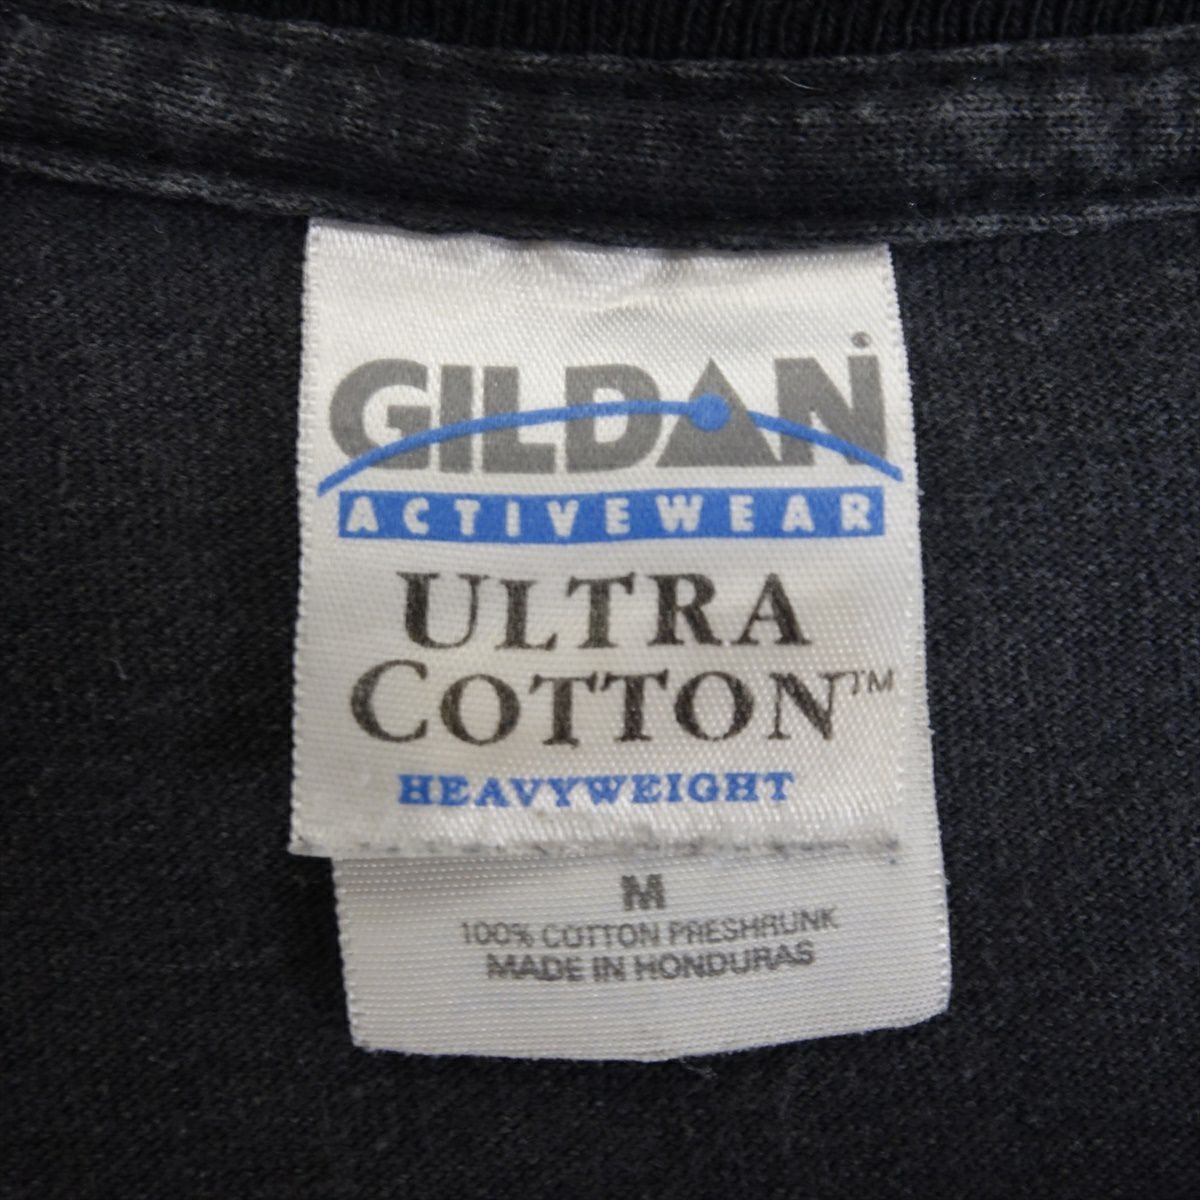 GILDAN®
ACTIVEWEAR
ULTRA
COTTON™
HEAVYWEIGHT
M
100% COTTON PRESHRUNK
MADE IN HONDURAS